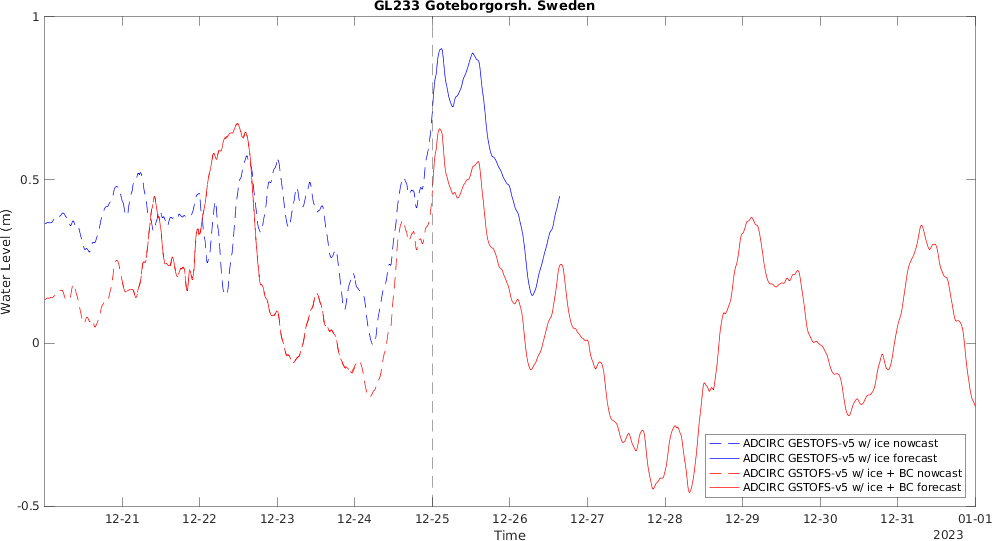 GL233 Goteborgorsh. Sweden
1
0.5
0
-0.5
Water Level (m)
ADCIRC GESTOFS-v5 w/ ice nowcast
ADCIRC GESTOFS-v5 w/ ice forecast
ADCIRC GSTOFS-v5 w/ ice + BC nowcast
ADCIRC GSTOFS-v5 w/ ice + BC forecast
12-21 12-22 12-23 12-24 12-25 12-26 12-27 12-28 12-29 12-30 12-31 01-01
Time
2023